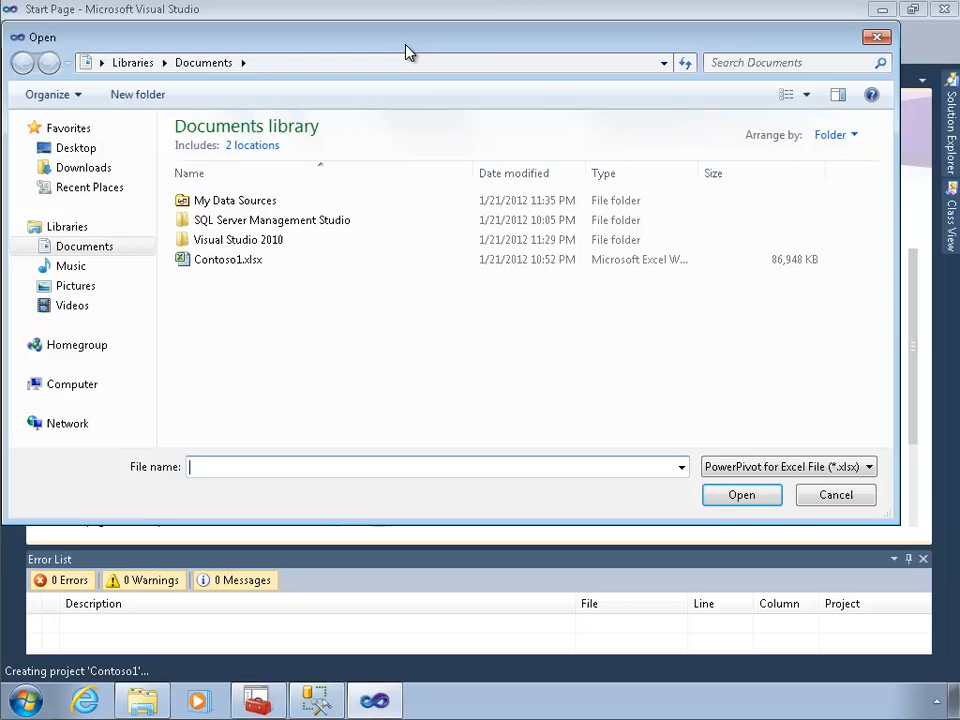 Start Page - Microsoft Visual Studio
Open
Libraries
Documents
Search Documents
Organize
New folder
Documents library
Includes: 2 locations
Arrange by: Folder
Name
Date modified
Type
Size
My Data Sources 1/21/2012 11:35 PM File folder
SQL Server Management Studio 1/21/2012 10:05 PM File folder
Visual Studio 2010 1/21/2012 11:29 PM File folder
Contoso1.xlsx 1/21/2012 10:52 PM Microsoft Excel W... 86,948 KB
Favorites
Desktop
Downloads
Recent Places
Libraries
Documents
Music
Pictures
Videos
Homegroup
Computer
Network
File name:
PowerPivot for Excel File (*.xlsx)
Open
Cancel
Solution Explorer
Class View
Error List
0 Errors
0 Warnings
0 Messages
Description
File
Line
Column
Project
Creating project 'Contoso1'...